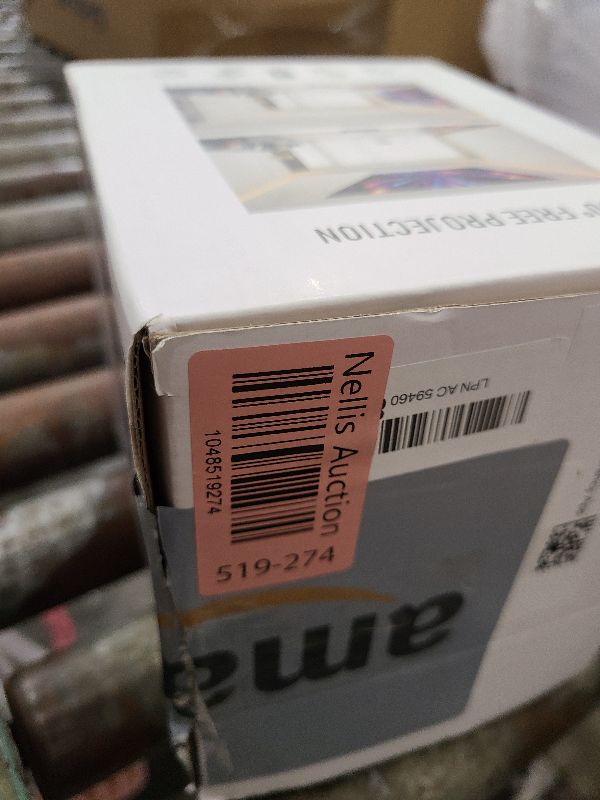 FREE PROJECTION
Nellis Auction
1048519274
519-274
LPN AC 59460
ama